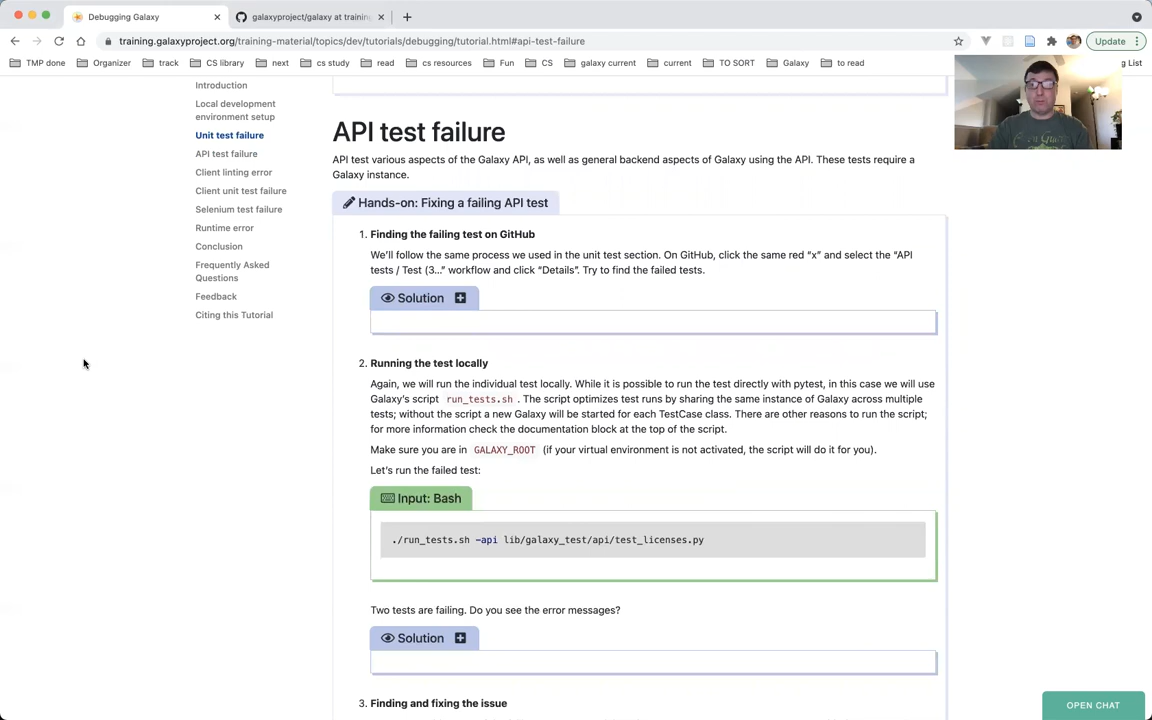 Debugging Galaxy
galaxyproject/galaxy at training
training.galaxyproject.org/training-material/topics/dev/tutorials/debugging/tutorial.html#api-test-failure
Update
TMP done
Organizer
track
CS library
next
cs study
read
cs resources
Fun
CS
galaxy current
current
TO SORT
Galaxy
to read
g List
Introduction
Local development
environment setup
Unit test failure
API test failure
Client linting error
Client unit test failure
Selenium test failure
Runtime error
Conclusion
Frequently Asked
Questions
Feedback
Citing this Tutorial
API test failure
API test various aspects of the Galaxy API, as well as general backend aspects of Galaxy using the API. These tests require a
Galaxy instance.
Hands-on: Fixing a failing API test
1. Finding the failing test on GitHub
We’ll follow the same process we used in the unit test section. On GitHub, click the same red “x” and select the “API
tests / Test (3…” workflow and click “Details”. Try to find the failed tests.
Solution
2. Running the test locally
Again, we will run the individual test locally. While it is possible to run the test directly with pytest, in this case we will use
Galaxy’s script run_tests.sh . The script optimizes test runs by sharing the same instance of Galaxy across multiple
tests; without the script a new Galaxy will be started for each TestCase class. There are other reasons to run the script;
for more information check the documentation block at the top of the script.
Make sure you are in GALAXY_ROOT (if your virtual environment is not activated, the script will do it for you).
Let’s run the failed test:
Input: Bash
./run_tests.sh -api lib/galaxy_test/api/test_licenses.py
Two tests are failing. Do you see the error messages?
Solution
3. Finding and fixing the issue
OPEN CHAT